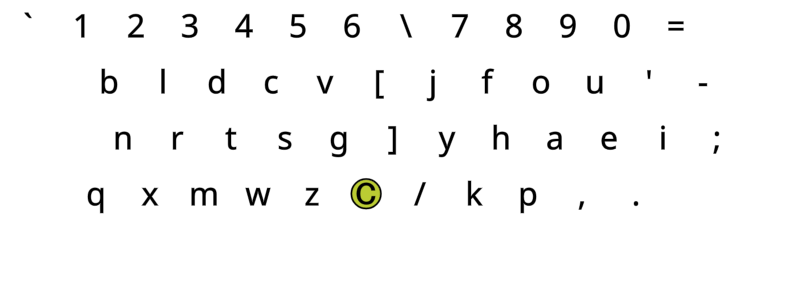 ` 1 2 3 4 5 6 \ 7 8 9 0 =
b l d c v [ j f o u ' -
n r t s g ] y h a e i ;
q x m w z © / k p , .